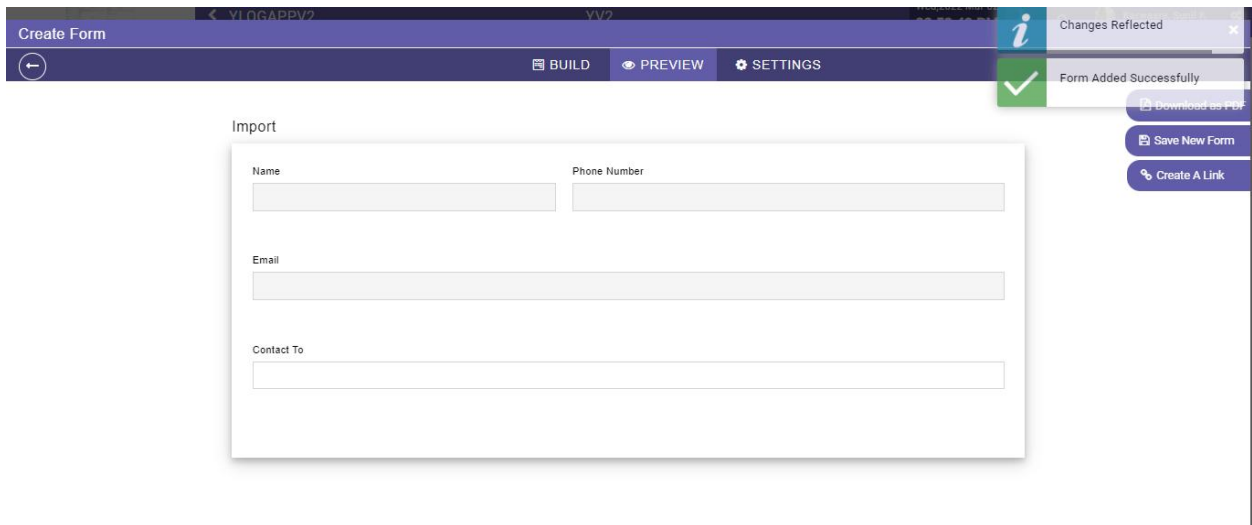 YLOGAPPV2
YV2
Create Form
Changes Reflected
BUILD
PREVIEW
SETTINGS
Form Added Successfully
Download as PDF
Import
Save New Form
Name
Phone Number
Create A Link
Email
Contact To